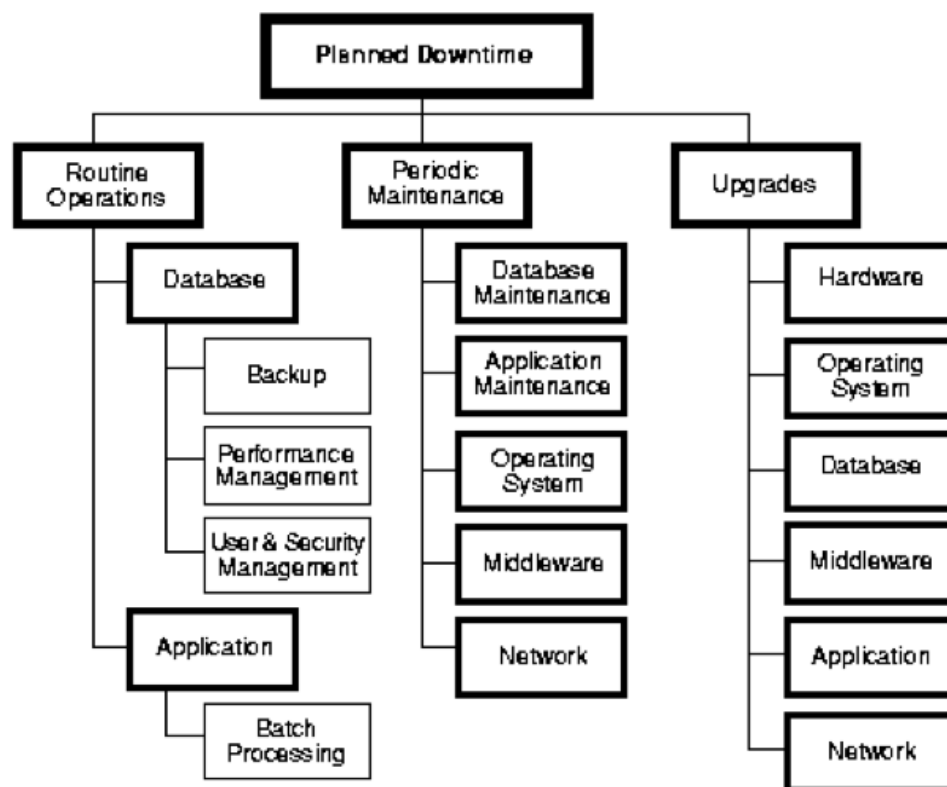 Planned Downtime
Routine
Operations
Periodic
Maintenance
Upgrades
Database
Backup
Performance
Management
User & Security
Management
Application
Batch
Processing
Database
Maintenance
Application
Maintenance
Operating
System
Middleware
Network
Hardware
Operating
System
Database
Middleware
Application
Network